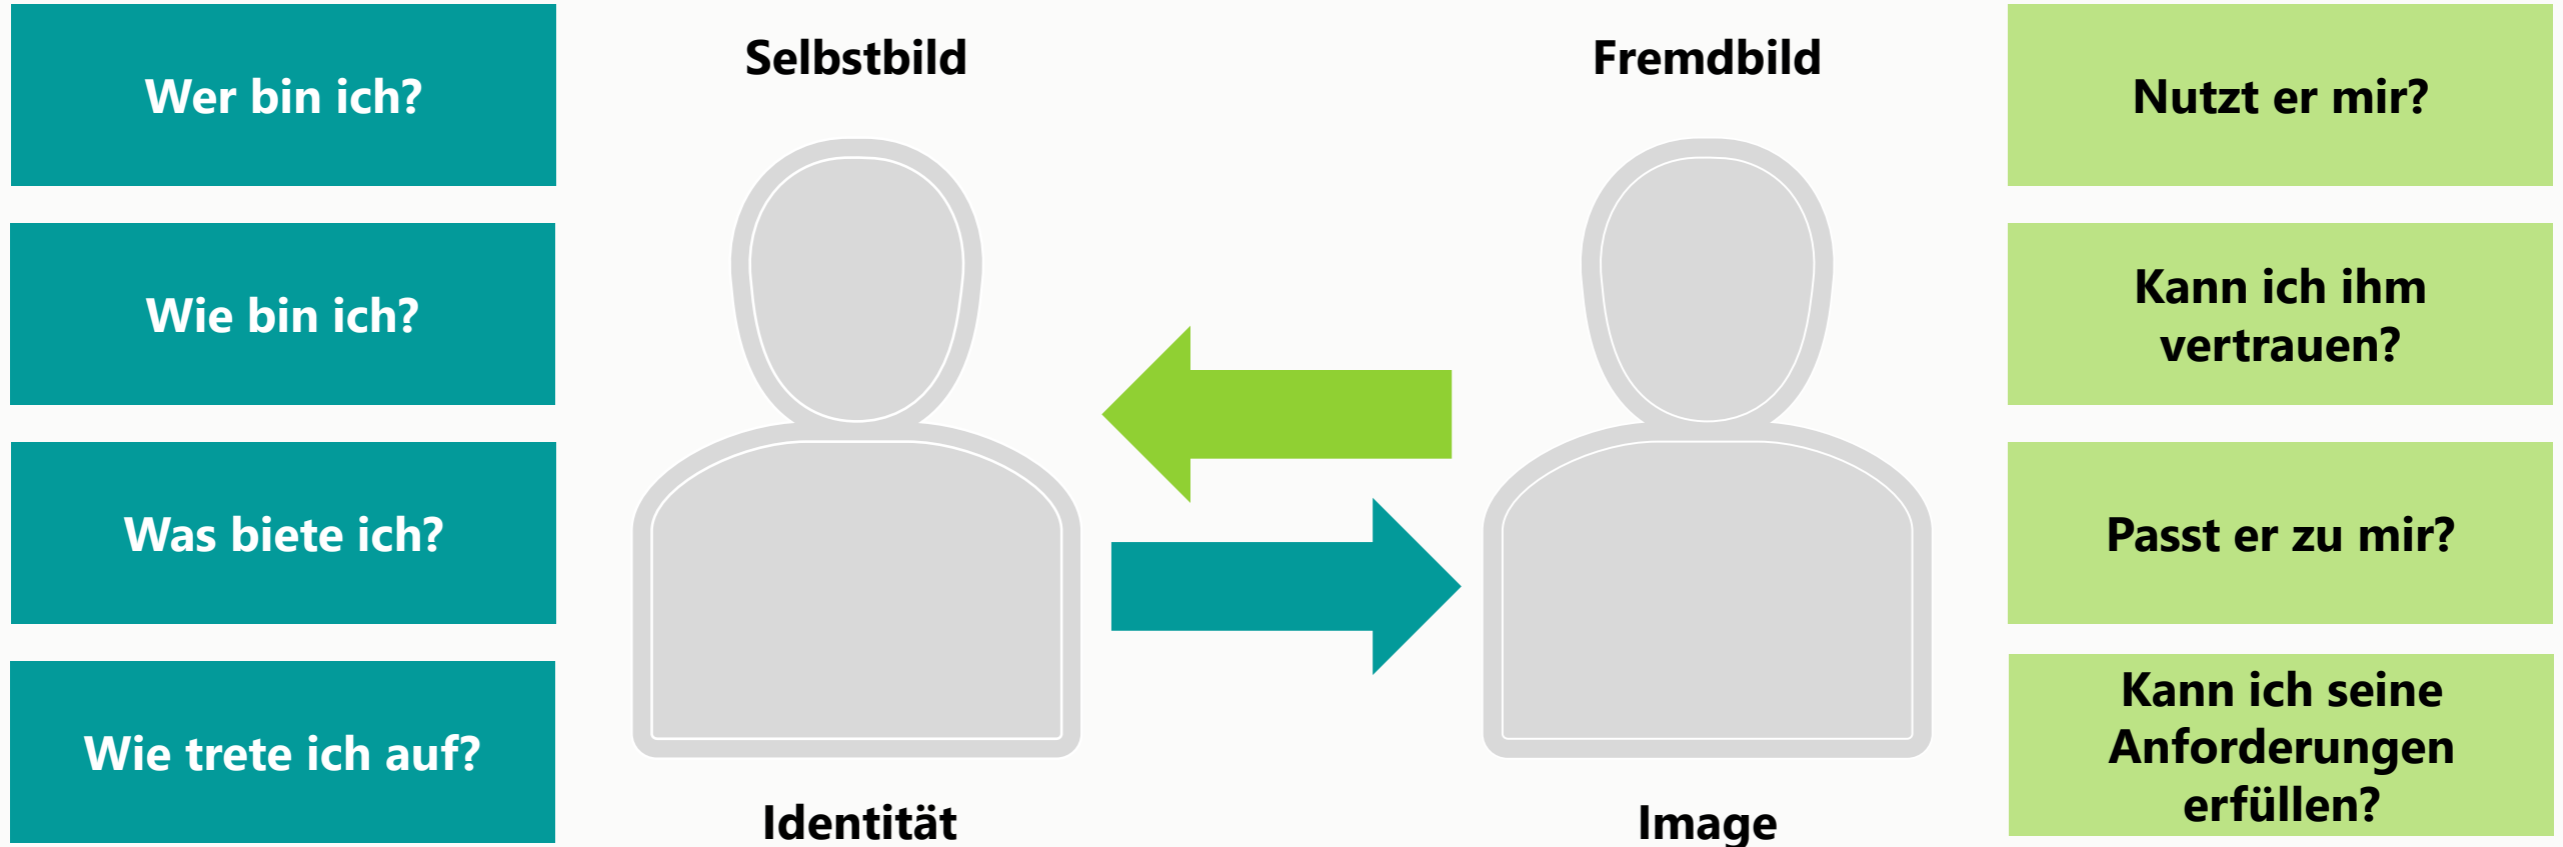 Wer bin ich?
Wie bin ich?
Was biete ich?
Wie trete ich auf?
Selbstbild
Identität
Fremdbild
Image
Nutzt er mir?
Kann ich ihm
vertrauen?
Passt er zu mir?
Kann ich seine
Anforderungen
erfüllen?